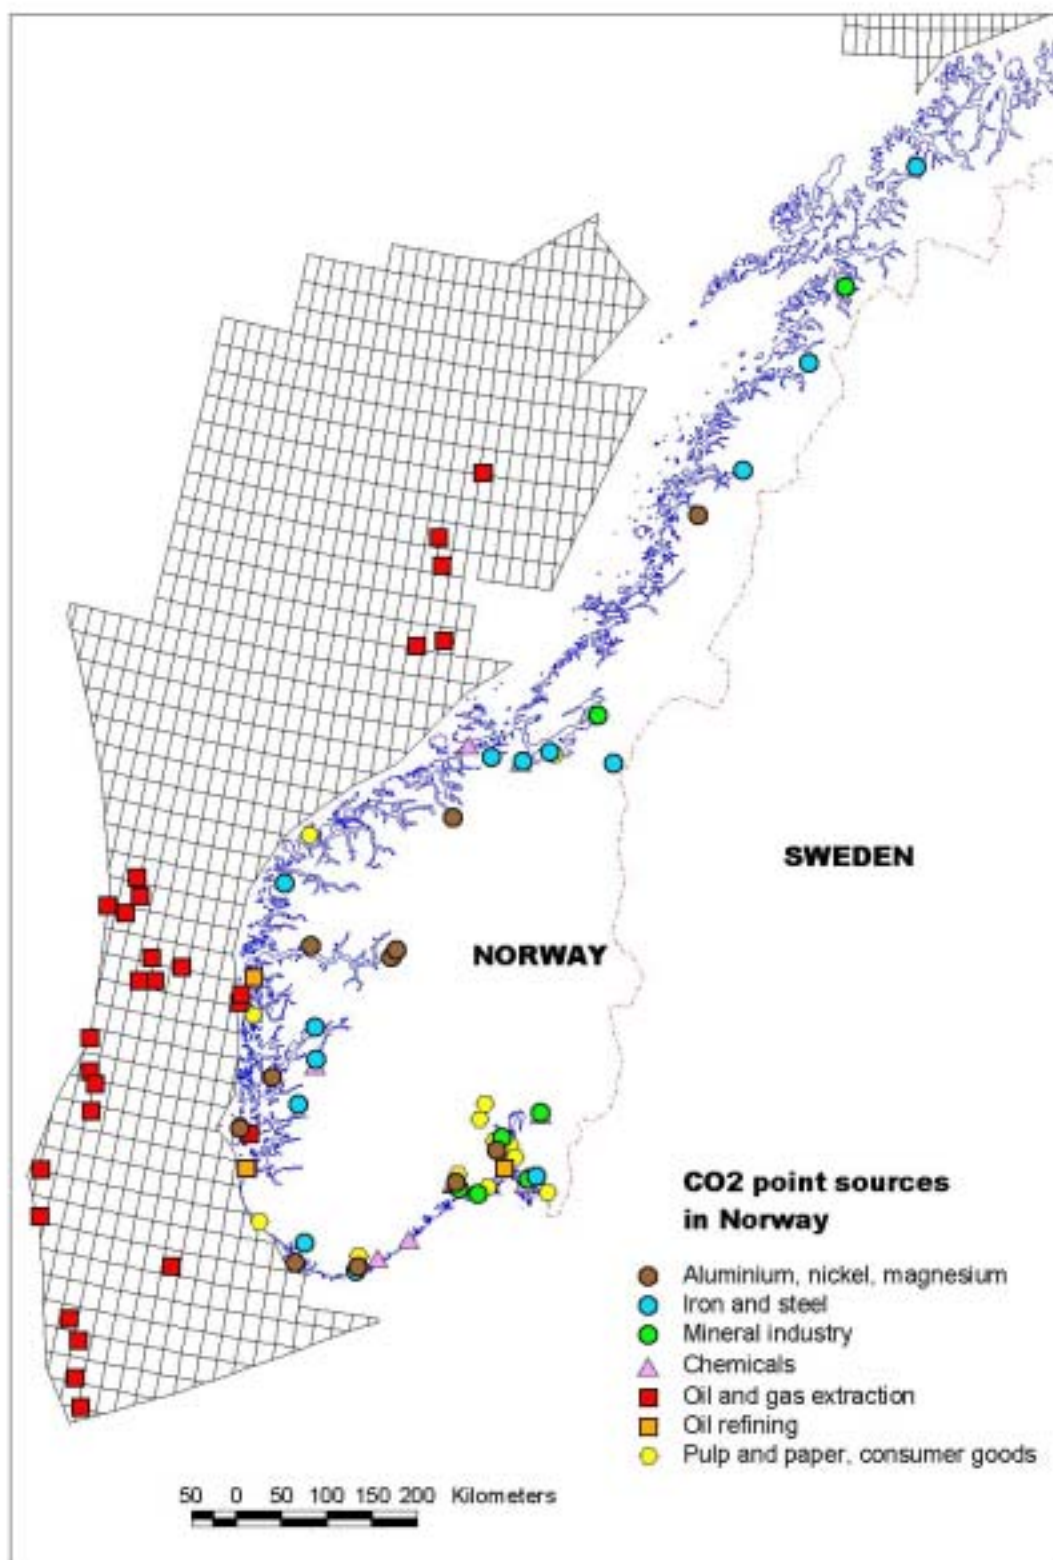 SWEDEN
NORWAY
CO2 point sources
in Norway
Aluminium, nickel, magnesium
Iron and steel
Mineral industry
Chemicals
Oil and gas extraction
Oil refining
Pulp and paper, consumer goods
50 0 50 100 150 200 Kilometers